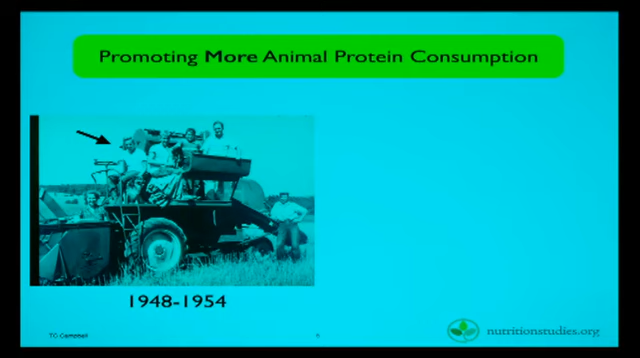 Promoting More Animal Protein Consumption
1948-1954
TC Campbell
nutritionstudies.org